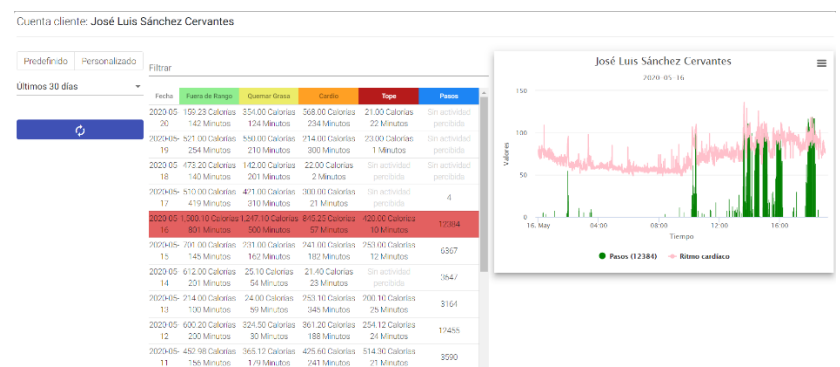 Cuenta cliente: José Luis Sánchez Cervantes
Predefinido Personalizado
Últimos 30 días
Filtrar
Fecha Fuera de Rango Quemar Grasa Cardio Tope Pasos
2020-05- 159.23 Calorías 354.00 Calorías 368.00 Calorías 21.00 Calorías Sin actividad
20 142 Minutos 124 Minutos 234 Minutos 22 Minutos percibida
2020-05- 521.00 Calorías 550.00 Calorías 214.00 Calorías 23.00 Calorías Sin actividad
19 254 Minutos 210 Minutos 300 Minutos 1 Minutos percibida
2020-05- 473.20 Calorías 142.00 Calorías 22.00 Calorías Sin actividad Sin actividad
18 140 Minutos 201 Minutos 2 Minutos percibida percibida
2020-05- 510.00 Calorías 421.00 Calorías 300.00 Calorías Sin actividad
17 419 Minutos 310 Minutos 21 Minutos percibida 4
2020-05- 1,500.10 Calorías 1,247.10 Calorías 845.25 Calorías 420.00 Calorías
16 801 Minutos 500 Minutos 57 Minutos 10 Minutos 12384
2020-05- 701.00 Calorías 231.00 Calorías 241.00 Calorías 253.00 Calorías
15 145 Minutos 162 Minutos 182 Minutos 12 Minutos 6367
2020-05- 612.00 Calorías 25.10 Calorías 21.40 Calorías Sin actividad
14 201 Minutos 54 Minutos 23 Minutos percibida 3547
2020-05- 214.00 Calorías 24.00 Calorías 253.10 Calorías 200.10 Calorías
13 100 Minutos 59 Minutos 345 Minutos 25 Minutos 3164
2020-05- 600.20 Calorías 324.50 Calorías 361.20 Calorías 254.12 Calorías
12 200 Minutos 30 Minutos 188 Minutos 24 Minutos 12455
2020-05- 452.98 Calorías 365.12 Calorías 425.60 Calorías 514.30 Calorías
11 156 Minutos 179 Minutos 241 Minutos 21 Minutos 3590
José Luis Sánchez Cervantes
2020-05-16
Valores
150
100
50
0
16. May 04:00 08:00 12:00 16:00
Tiempo
Pasos (12384) Ritmo cardíaco